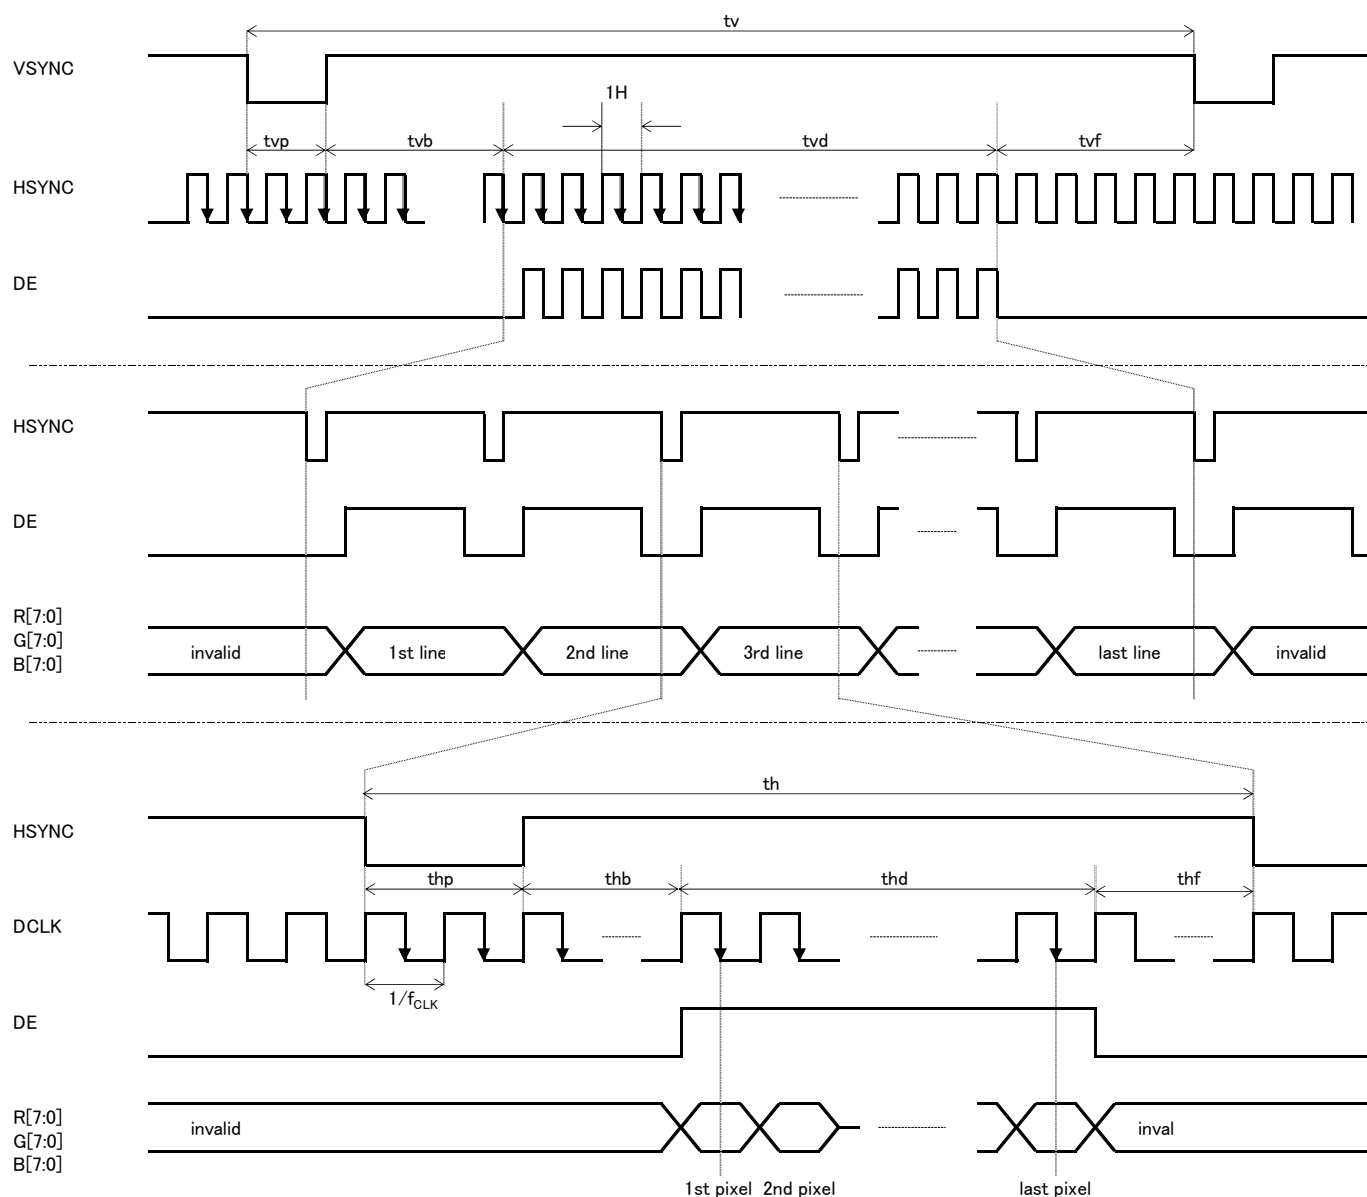 tv
VSYNC
1H
tvp tvb tvd tvf
HSYNC
DE
HSYNC
DE
R[7:0]
G[7:0]
B[7:0]
invalid 1st line 2nd line 3rd line last line invalid
th
HSYNC
thp thb thd thf
DCLK
1/fCLK
DE
R[7:0]
G[7:0]
B[7:0]
invalid inval
1st pixel 2nd pixel last pixel